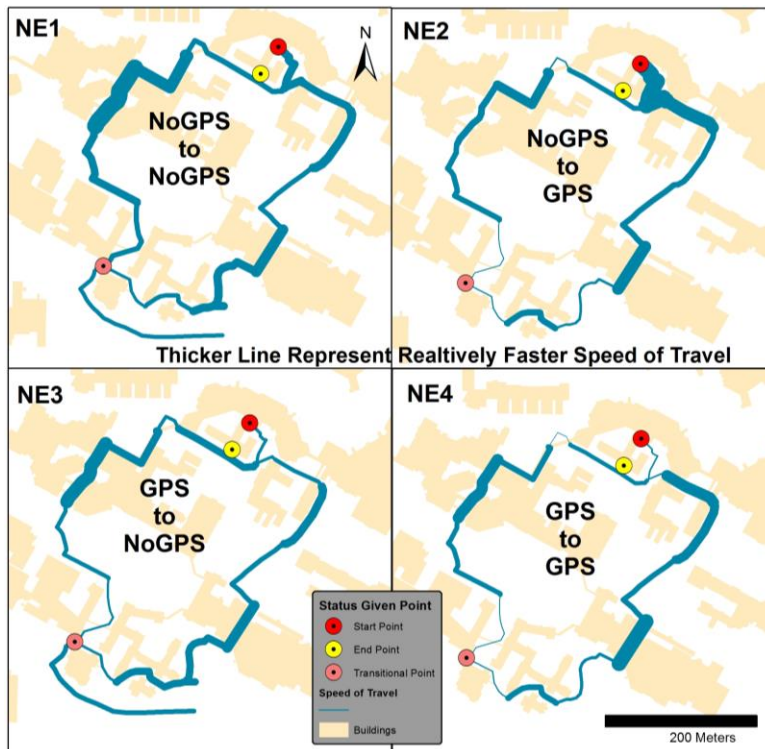 NE1
N
NoGPS
to
NoGPS
NE2
NoGPS
to
GPS
Thicker Line Represent Realtively Faster Speed of Travel
NE3
GPS
to
NoGPS
NE4
GPS
to
GPS
Status Given Point
Start Point
End Point
Transitional Point
Speed of Travel
Buildings
200 Meters